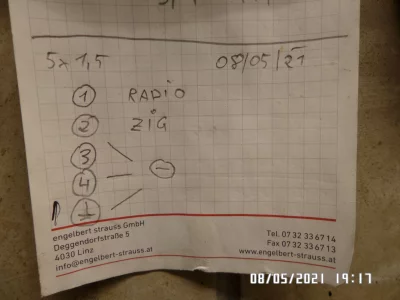 5x1,5 08/05/21
1 RADIO
2 ZIG
3
4 -
engelbert strauss GmbH
Deggendorfstraße 5
4030 Linz
info@engelbert-strauss.at
Tel. 07 32 33 67 14
Fax 07 32 33 67 13
www.engelbert-strauss.at
08/05/2021 19:17